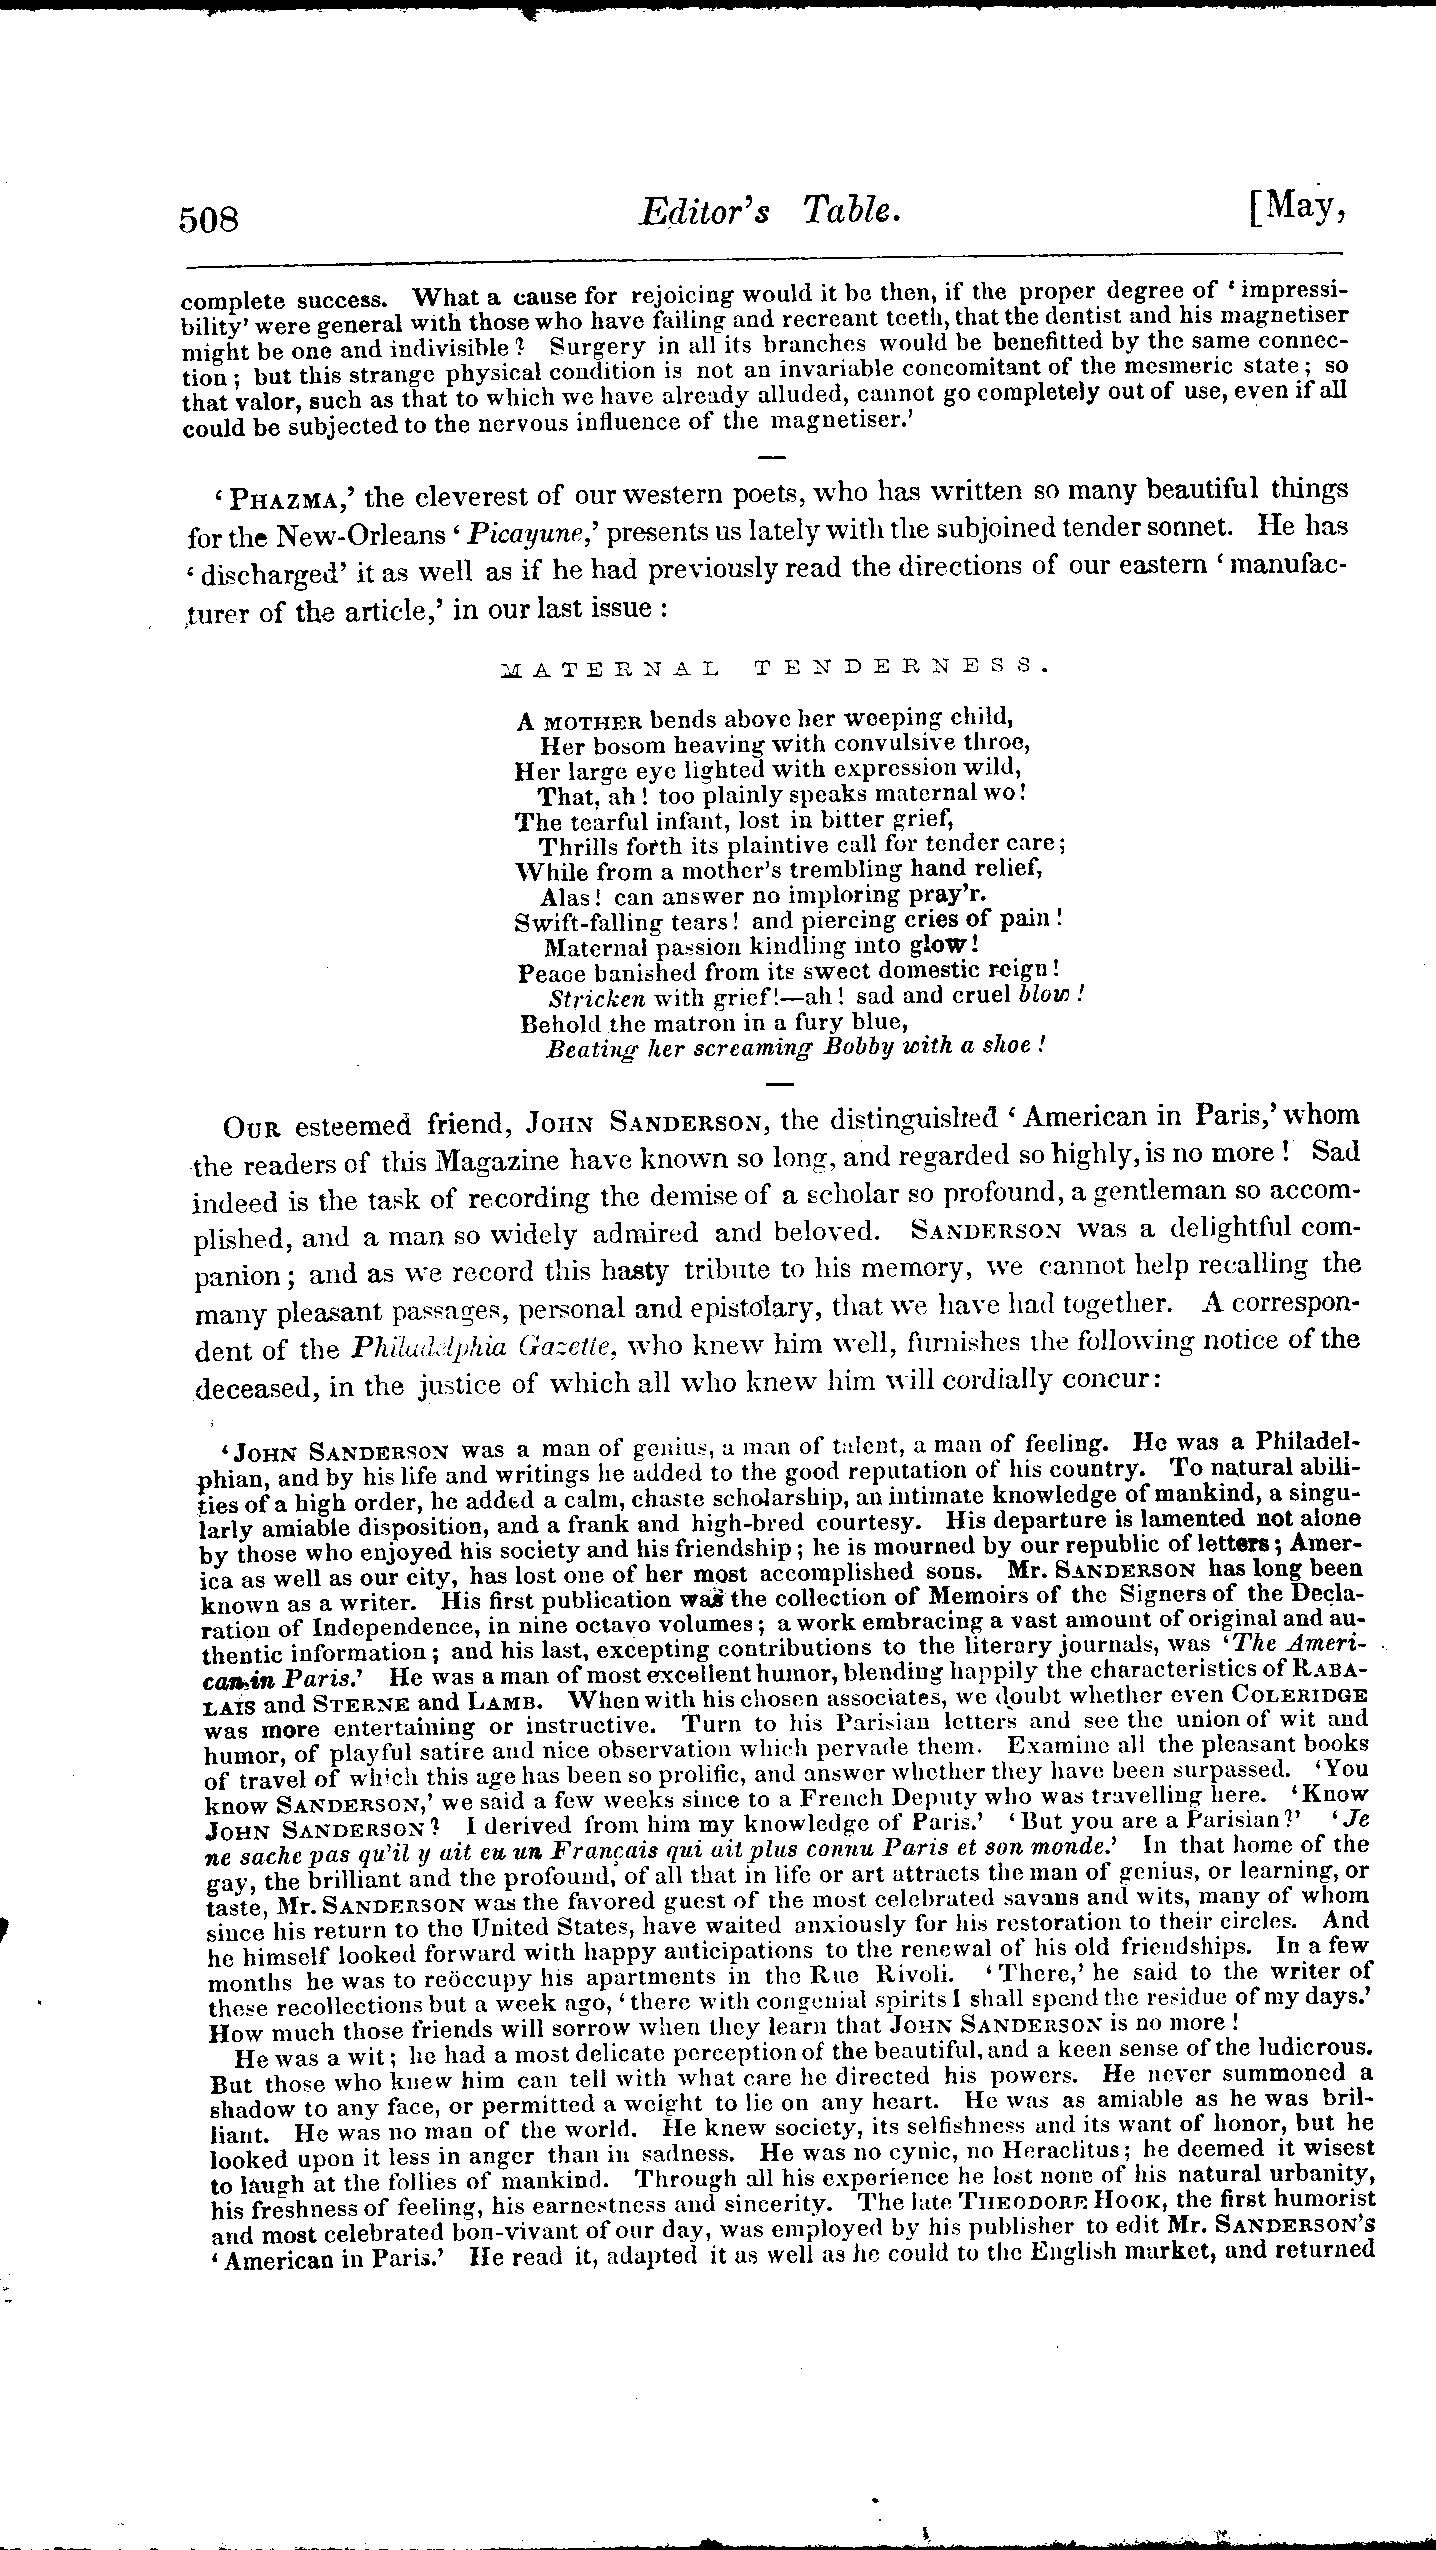 508 Editor's Table. [May,
complete success. What a cause for rejoicing would it be then, if the proper degree of ‘impressi-
bility’ were general with those who have failing and recreant teeth, that the dentist and his magnetiser
might be one and indivisible? Surgery in all its branches would be benefitted by the same connec-
tion; but this strange physical condition is not an invariable concomitant of the mesmeric state; so
that valor, such as that to which we have already alluded, cannot go completely out of use, even if all
could be subjected to the nervous influence of the magnetiser.’
‘PHAZMA,’ the cleverest of our western poets, who has written so many beautiful things
for the New-Orleans ‘Picayune,’ presents us lately with the subjoined tender sonnet. He has
‘discharged’ it as well as if he had previously read the directions of our eastern ‘manufac-
turer of the article,’ in our last issue:
MATERNAL TENDERNESS.
A MOTHER bends above her weeping child,
Her bosom heaving with convulsive throe,
Her large eye lighted with expression wild,
That, ah! too plainly speaks maternal wo!
The tearful infant, lost in bitter grief,
Thrills forth its plaintive call for tender care;
While from a mother's trembling hand relief,
Alas! can answer no imploring pray'r.
Swift-falling tears! and piercing cries of pain!
Maternal passion kindling into glow!
Peace banished from its sweet domestic reign!
Stricken with grief!—ah! sad and cruel blow!
Behold the matron in a fury blue,
Beating her screaming Bobby with a shoe!
OUR esteemed friend, JOHN SANDERSON, the distinguished ‘American in Paris,’ whom
the readers of this Magazine have known so long, and regarded so highly, is no more! Sad
indeed is the task of recording the demise of a scholar so profound, a gentleman so accom-
plished, and a man so widely admired and beloved. SANDERSON was a delightful com-
panion; and as we record this hasty tribute to his memory, we cannot help recalling the
many pleasant passages, personal and epistolary, that we have had together. A correspon-
dent of the Philadelphia Gazette, who knew him well, furnishes the following notice of the
deceased, in the justice of which all who knew him will cordially concur:
‘JOHN SANDERSON was a man of genius, a man of talent, a man of feeling. He was a Philadel-
phian, and by his life and writings he added to the good reputation of his country. To natural abili-
ties of a high order, he added a calm, chaste scholarship, an intimate knowledge of mankind, a singu-
larly amiable disposition, and a frank and high-bred courtesy. His departure is lamented not alone
by those who enjoyed his society and his friendship; he is mourned by our republic of letters; Amer-
ica as well as our city, has lost one of her most accomplished sons. Mr. SANDERSON has long been
known as a writer. His first publication was the collection of Memoirs of the Signers of the Decla-
ration of Independence, in nine octavo volumes; a work embracing a vast amount of original and au-
thentic information; and his last, excepting contributions to the literary journals, was ‘The Ameri-
can in Paris.’ He was a man of most excellent humor, blending happily the characteristics of RABA-
LAIS and STERNE and LAMB. When with his chosen associates, we doubt whether even COLERIDGE
was more entertaining or instructive. Turn to his Parisian letters and see the union of wit and
humor, of playful satire and nice observation which pervade them. Examine all the pleasant books
of travel of which this age has been so prolific, and answer whether they have been surpassed. ‘You
know SANDERSON,’ we said a few weeks since to a French Deputy who was travelling here. ‘Know
JOHN SANDERSON? I derived from him my knowledge of Paris.’ ‘But you are a Parisian?’ ‘Je
ne sache pas qu'il y ait eu un Français qui ait plus connu Paris et son monde.’ In that home of the
gay, the brilliant and the profound, of all that in life or art attracts the man of genius, or learning, or
taste, Mr. SANDERSON was the favored guest of the most celebrated savans and wits, many of whom
since his return to the United States, have waited anxiously for his restoration to their circles. And
he himself looked forward with happy anticipations to the renewal of his old friendships. In a few
months he was to reöccupy his apartments in the Rue Rivoli. ‘There,’ he said to the writer of
these recollections but a week ago, ‘there with congenial spirits I shall spend the residue of my days.’
How much those friends will sorrow when they learn that JOHN SANDERSON is no more!
He was a wit; he had a most delicate perception of the beautiful, and a keen sense of the ludicrous.
But those who knew him can tell with what care he directed his powers. He never summoned a
shadow to any face, or permitted a weight to lie on any heart. He was as amiable as he was bril-
liant. He was no man of the world. He knew society, its selfishness and its want of honor, but he
looked upon it less in anger than in sadness. He was no cynic, no Heraclitus; he deemed it wisest
to laugh at the follies of mankind. Through all his experience he lost none of his natural urbanity,
his freshness of feeling, his earnestness and sincerity. The late THEODORE HOOK, the first humorist
and most celebrated bon-vivant of our day, was employed by his publisher to edit Mr. SANDERSON'S
‘American in Paris.’ He read it, adapted it as well as he could to the English market, and returned